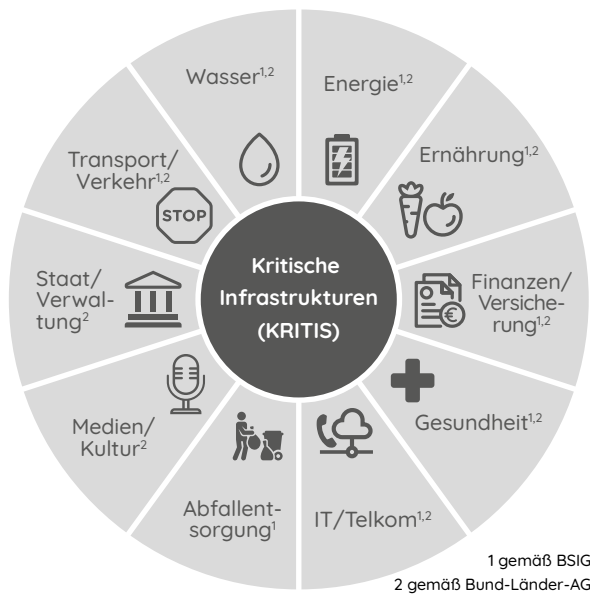 Wasser1,2
Energie1,2
Ernährung1,2
Finanzen/
Versiche-
rung1,2
Gesundheit1,2
IT/Telkom1,2
Abfallent-
sorgung1
Medien/
Kultur2
Staat/
Verwal-
tung2
Transport/
Verkehr1,2
STOP
Kritische
Infrastrukturen
(KRITIS)
1 gemäß BSIG
2 gemäß Bund-Länder-AG